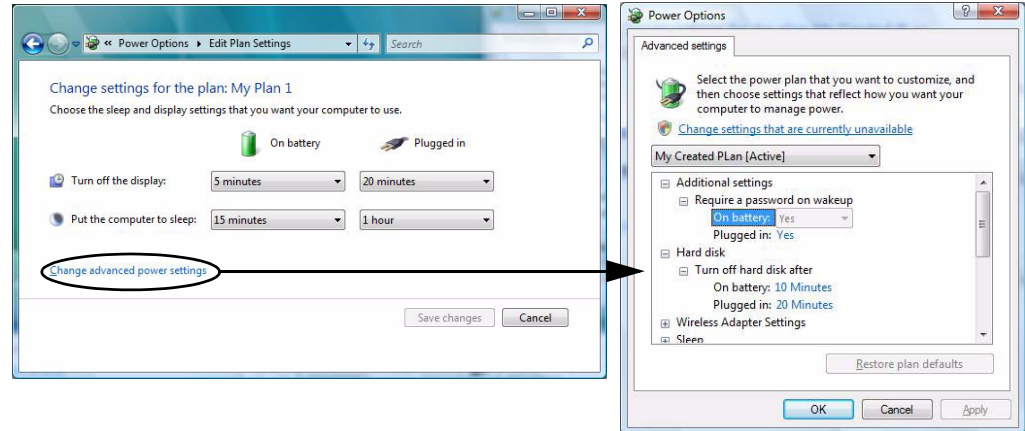 « Power Options ▸ Edit Plan Settings
Search
Change settings for the plan: My Plan 1
Choose the sleep and display settings that you want your computer to use.
On battery Plugged in
Turn off the display: 5 minutes 20 minutes
Put the computer to sleep: 15 minutes 1 hour
Change advanced power settings
Save changes Cancel
Power Options
Advanced settings
Select the power plan that you want to customize, and
then choose settings that reflect how you want your
computer to manage power.
Change settings that are currently unavailable
My Created PLan [Active]
Additional settings
Require a password on wakeup
On battery: Yes
Plugged in: Yes
Hard disk
Turn off hard disk after
On battery: 10 Minutes
Plugged in: 20 Minutes
Wireless Adapter Settings
Sleep
Restore plan defaults
OK Cancel Apply